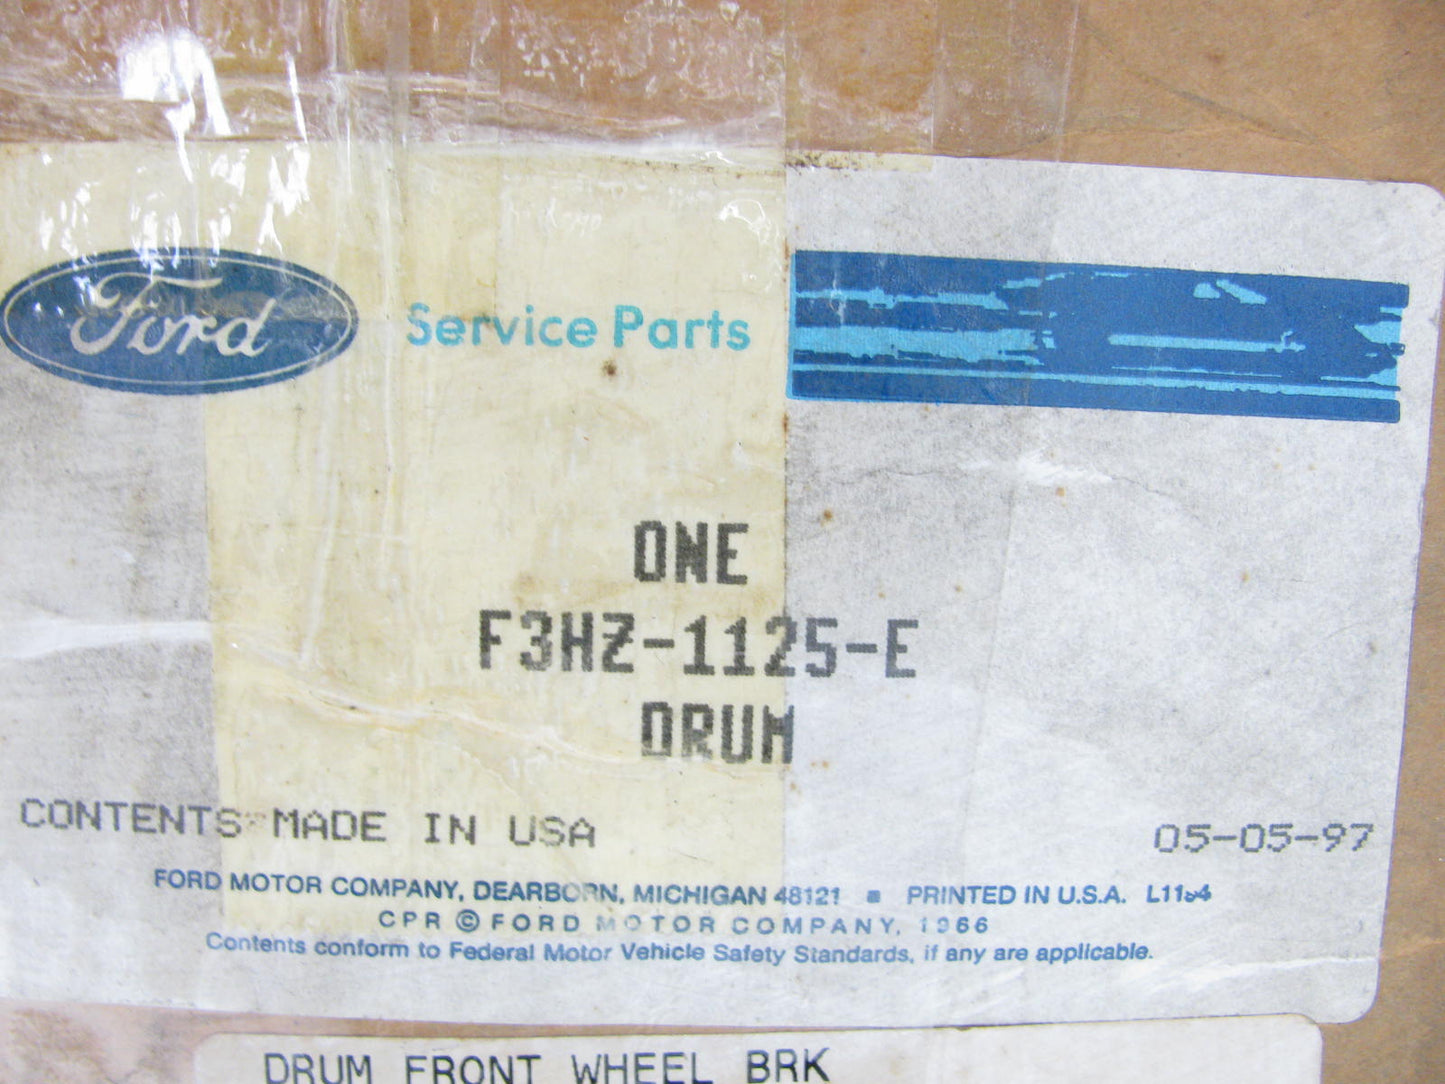 Ford Service Parts
ONE
F3HZ-1125-E
DRUM
CONTENTS MADE IN USA 05-05-97
FORD MOTOR COMPANY, DEARBORN, MICHIGAN 48121 ■ PRINTED IN U.S.A.
CPR © FORD MOTOR COMPANY, 1966
Contents conform to Federal Motor Vehicle Safety Standards, if any are applicable.
DRUM FRONT WHEEL BRK